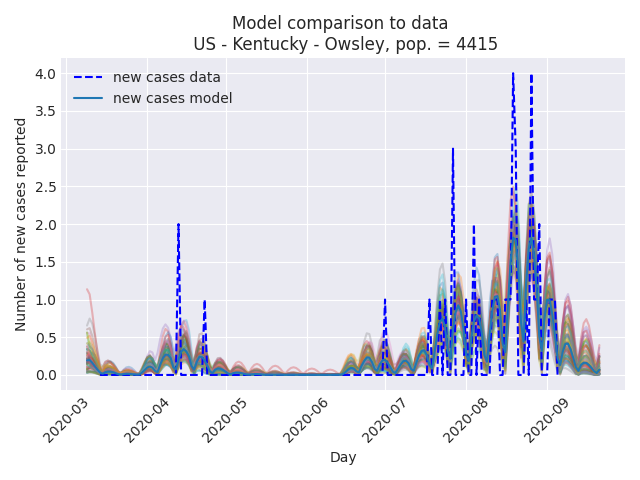 Model comparison to data
US - Kentucky - Owsley, pop. = 4415
new cases data
new cases model
Number of new cases reported
4.0
3.5
3.0
2.5
2.0
1.5
1.0
0.5
0.0
2020-03
2020-04
2020-05
2020-06
2020-07
2020-08
2020-09
Day